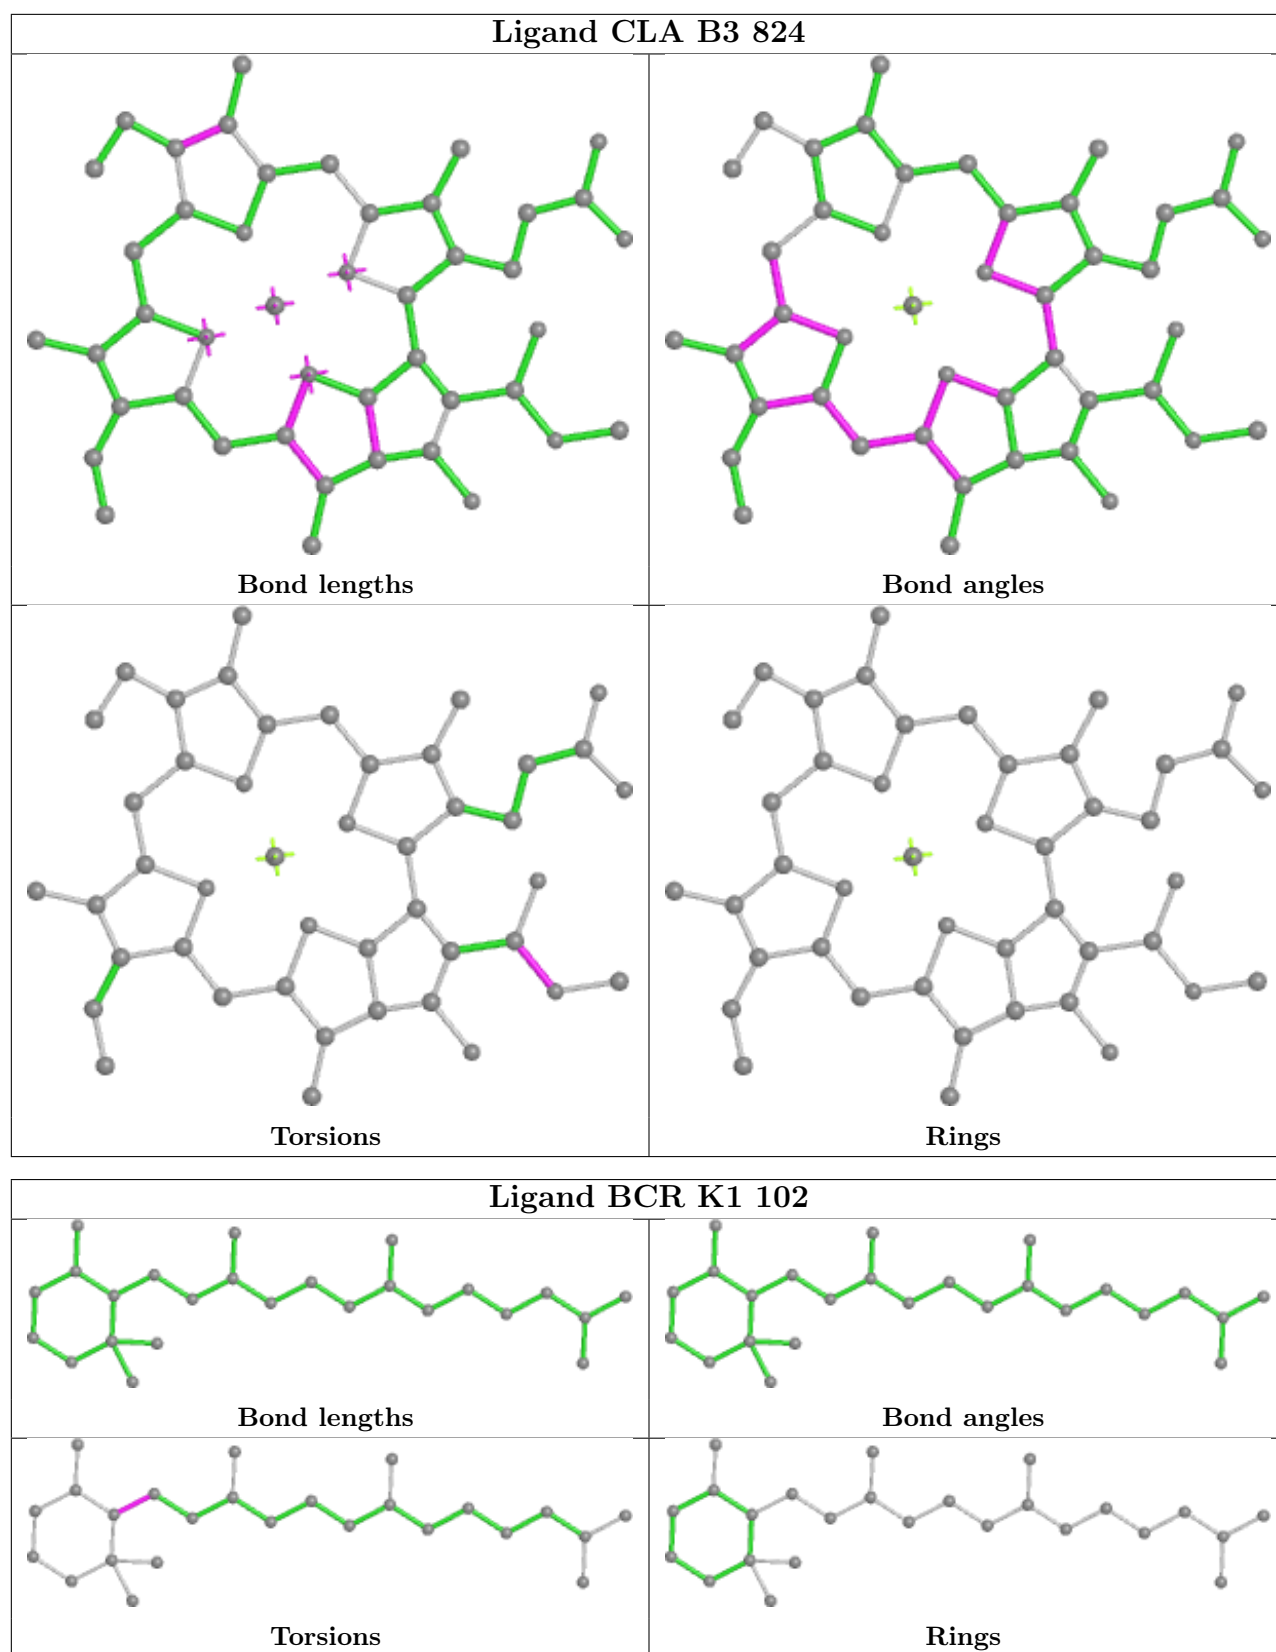 Ligand CLA B3 824
Bond lengths
Bond angles
Torsions
Rings
Ligand BCR K1 102
Bond lengths
Bond angles
Torsions
Rings